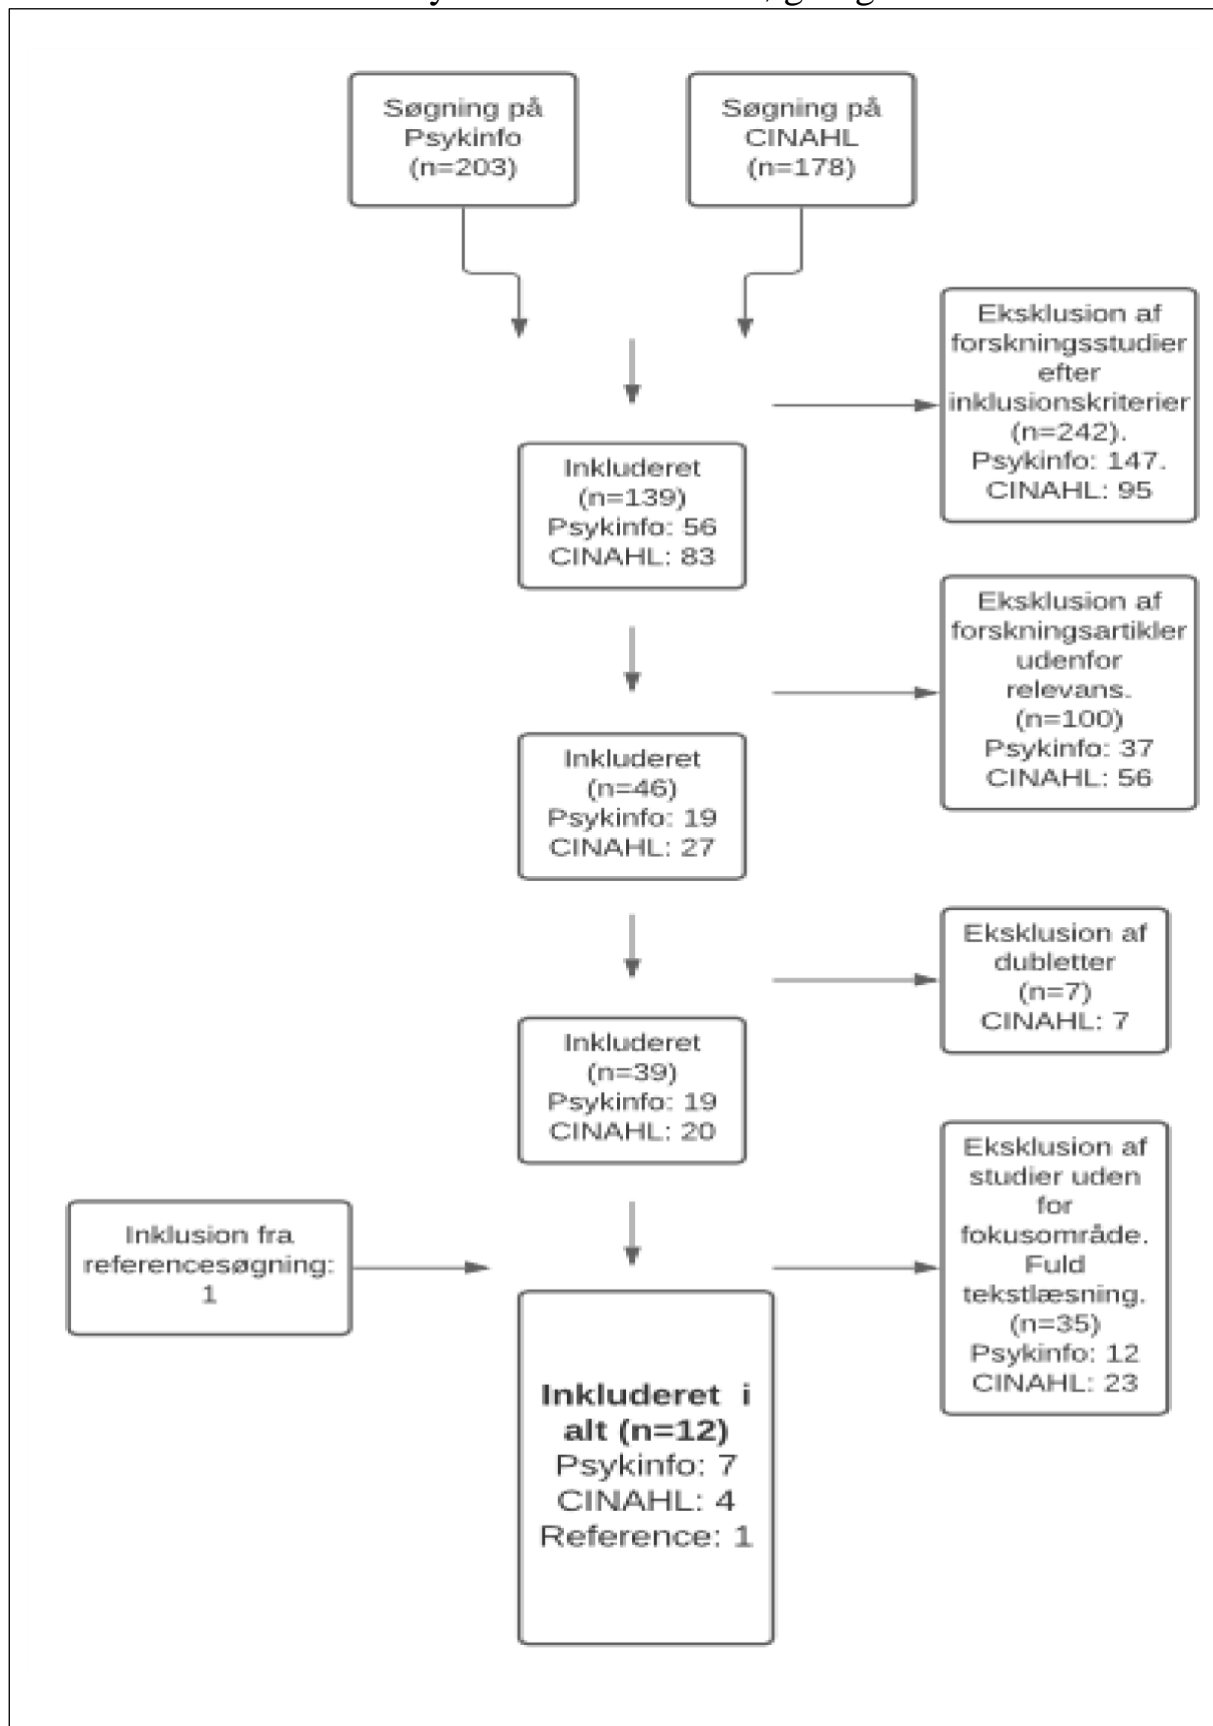 Søgning på
Psykinfo
(n=203)
Søgning på
CINAHL
(n=178)
Eksklusion af
forskningsstudier
efter
inklusionskriterier
(n=242).
Psykinfo: 147.
CINAHL: 95
Inkluderet
(n=139)
Psykinfo: 56
CINAHL: 83
Eksklusion af
forskningsartikler
udenfor
relevans.
(n=100)
Psykinfo: 37
CINAHL: 56
Inkluderet
(n=46)
Psykinfo: 19
CINAHL: 27
Eksklusion af
dubletter
(n=7)
CINAHL: 7
Inkluderet
(n=39)
Psykinfo: 19
CINAHL: 20
Eksklusion af
studier uden
for
fokusområde.
Fuld
tekstlæsning.
(n=35)
Psykinfo: 12
CINAHL: 23
Inklusion fra
referencesøgning:
1
Inkluderet i
alt (n=12)
Psykinfo: 7
CINAHL: 4
Reference: 1